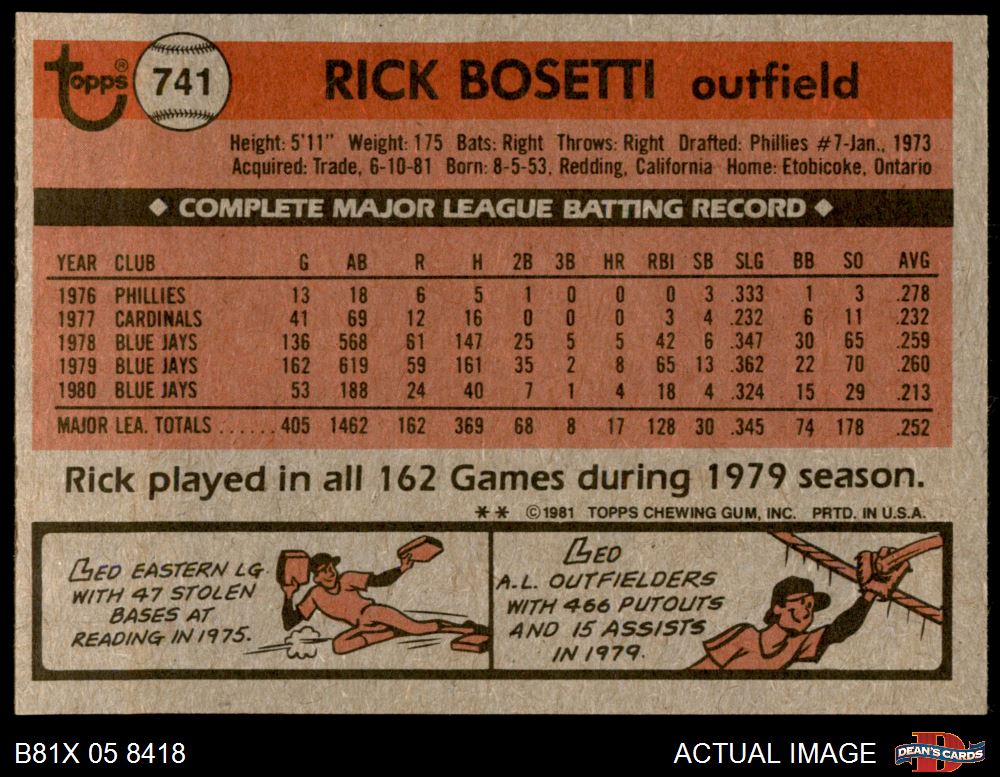 topps® 741 RICK BOSETTI outfield
Height: 5'11" Weight: 175 Bats: Right Throws: Right Drafted: Phillies #7-Jan., 1973
Acquired: Trade, 6-10-81 Born: 8-5-53, Redding, California Home: Etobicoke, Ontario
◆ COMPLETE MAJOR LEAGUE BATTING RECORD ◆
YEAR CLUB G AB R H 2B 3B HR RBI SB SLG BB SO AVG
1976 PHILLIES 13 18 6 5 1 0 0 0 3 .333 1 3 .278
1977 CARDINALS 41 69 12 16 0 0 0 3 4 .232 6 11 .232
1978 BLUE JAYS 136 568 61 147 25 5 5 42 6 .347 30 65 .259
1979 BLUE JAYS 162 619 59 161 35 2 8 65 13 .362 22 70 .260
1980 BLUE JAYS 53 188 24 40 7 1 4 18 4 .324 15 29 .213
MAJOR LEA. TOTALS ......405 1462 162 369 68 8 17 128 30 .345 74 178 .252
Rick played in all 162 Games during 1979 season.
** ©1981 TOPPS CHEWING GUM, INC. PRTD. IN U.S.A.
LED EASTERN LG.
WITH 47 STOLEN
BASES AT
READING IN 1975.
LED
A.L. OUTFIELDERS
WITH 466 PUTOUTS
AND 15 ASSISTS
IN 1979.
B81X 05 8418 ACTUAL IMAGE DEAN'S CARDS